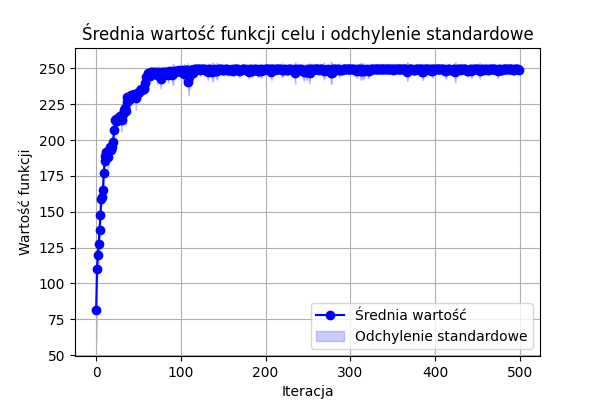 Średnia wartość funkcji celu i odchylenie standardowe
250
225
200
175
150
125
100
75
50
Wartość funkcji
Średnia wartość
Odchylenie standardowe
0 100 200 300 400 500
Iteracja